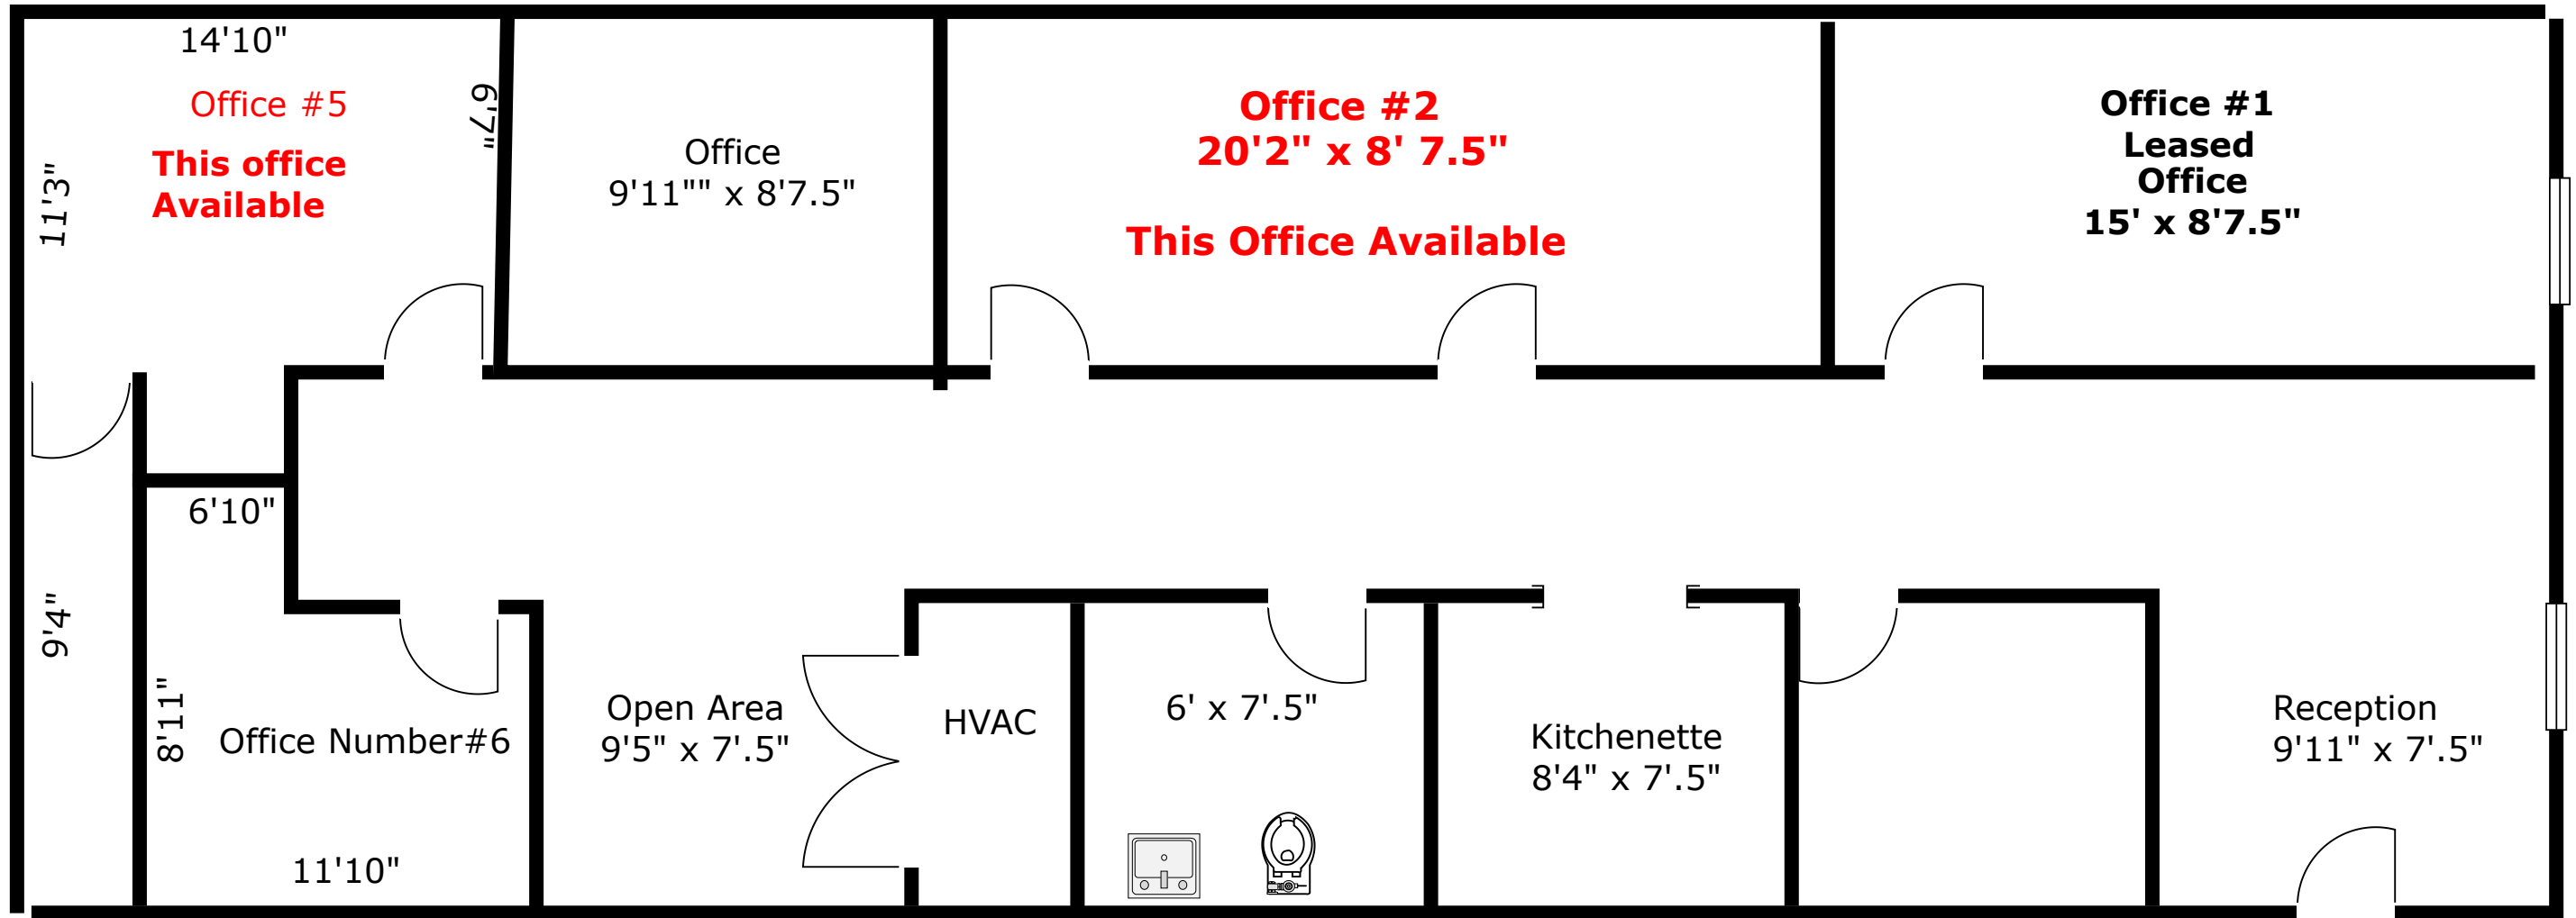 14'10"
Office #5
This office
Available
11'3"
6'7"
Office
9'11"" x 8'7.5"
Office #2
20'2" x 8' 7.5"
This Office Available
Office #1
Leased
Office
15' x 8'7.5"
6'10"
9'4"
8'11"
Office Number#6
11'10"
Open Area
9'5" x 7'.5"
HVAC
6' x 7'.5"
Kitchenette
8'4" x 7'.5"
Reception
9'11" x 7'.5"